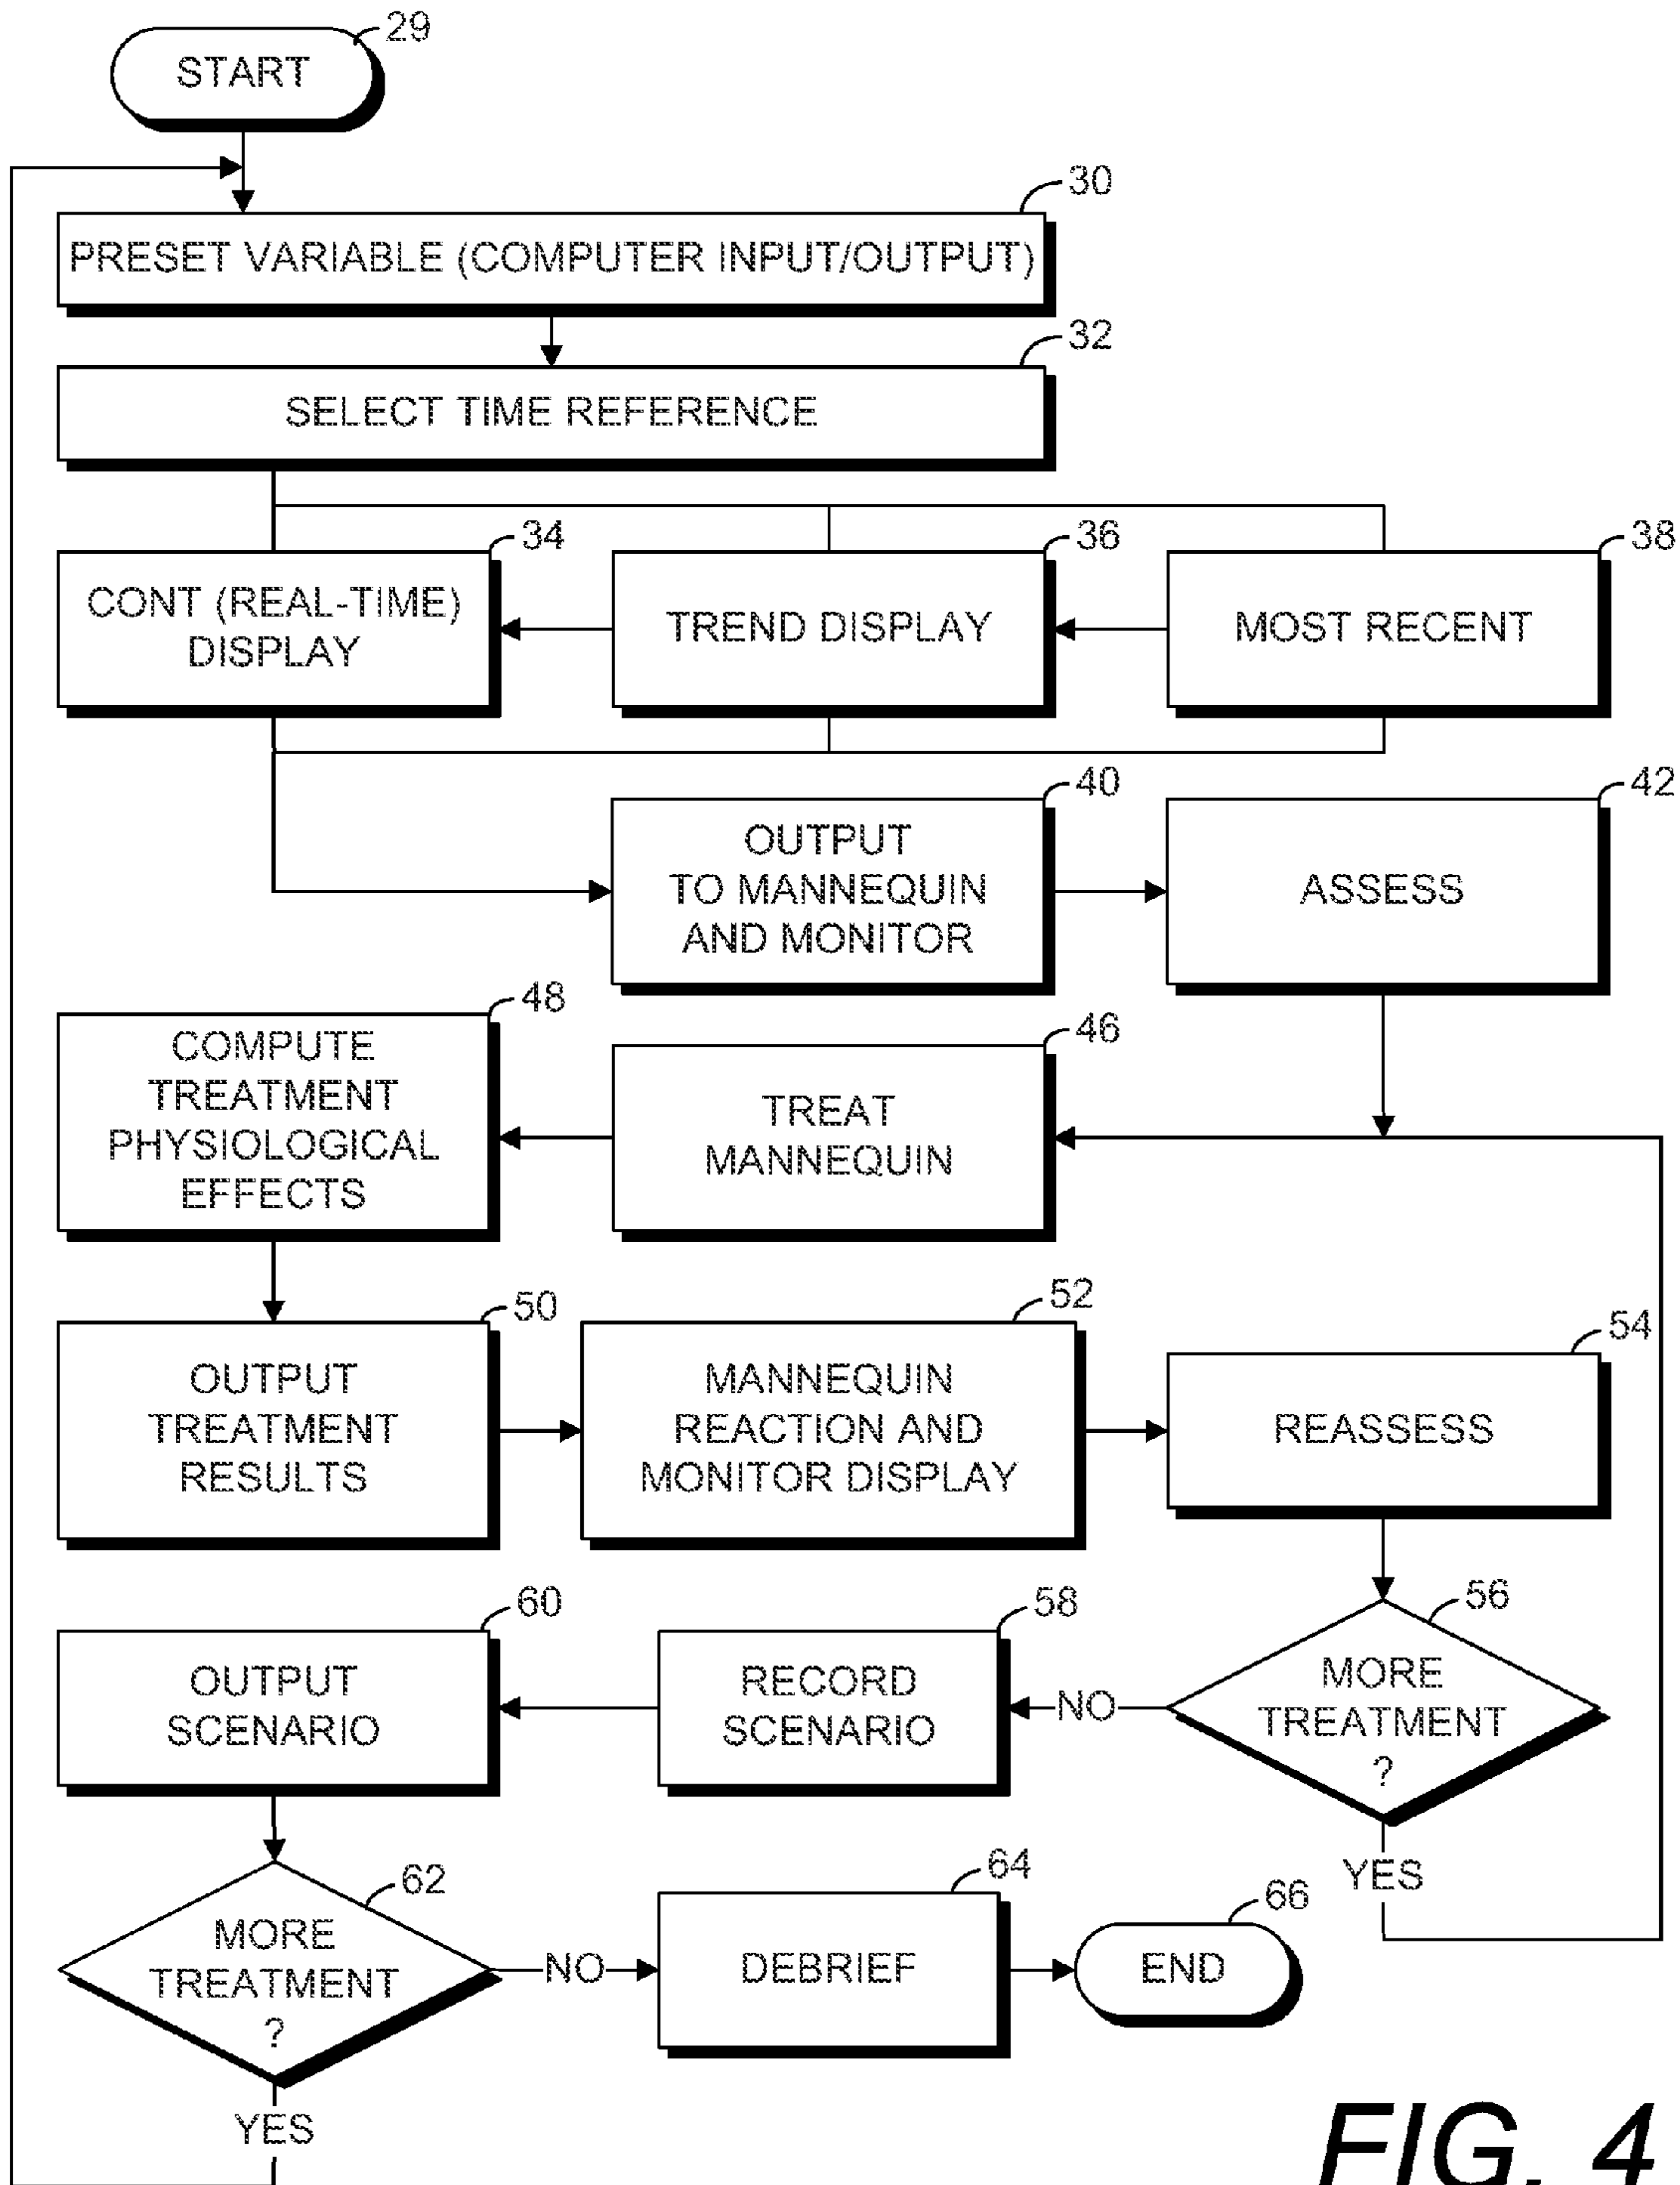 29
START
30
PRESET VARIABLE (COMPUTER INPUT/OUTPUT)
32
SELECT TIME REFERENCE
34
CONT (REAL-TIME)
DISPLAY
36
TREND DISPLAY
38
MOST RECENT
40
OUTPUT
TO MANNEQUIN
AND MONITOR
42
ASSESS
48
COMPUTE
TREATMENT
PHYSIOLOGICAL
EFFECTS
46
TREAT
MANNEQUIN
50
OUTPUT
TREATMENT
RESULTS
52
MANNEQUIN
REACTION AND
MONITOR DISPLAY
54
REASSESS
60
OUTPUT
SCENARIO
58
RECORD
SCENARIO
NO
56
MORE
TREATMENT
?
YES
62
MORE
TREATMENT
?
NO
64
DEBRIEF
66
END
YES
FIG. 4